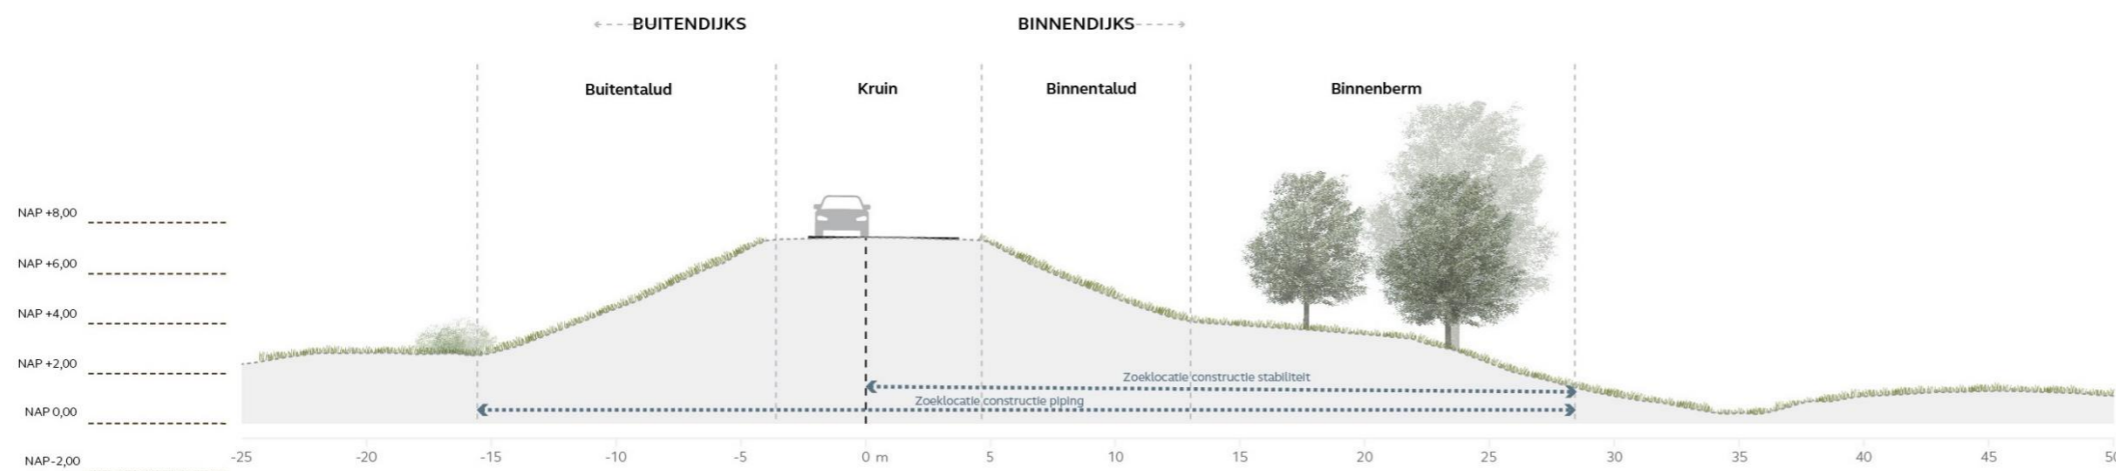 BUITENDIJKS BINNENDIJKS
Buitentalud Kruin Binnentalud Binnenberm
NAP +8,00
NAP +6,00
NAP +4,00
NAP +2,00
Zoeklocatie constructie stabiliteit
Zoeklocatie constructie piping
NAP 0,00
-25 -20 -15 -10 -5 0 m 5 10 15 20 25 30 35 40 45
NAP-2,00